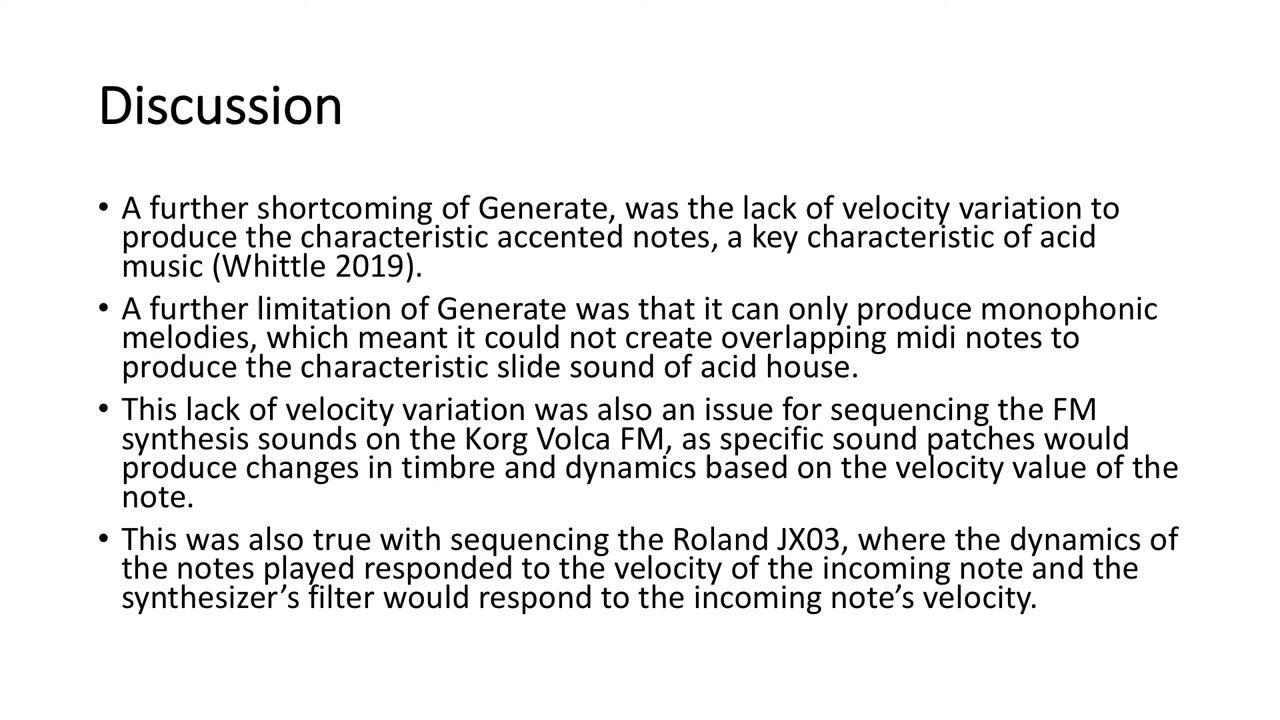 Discussion
• A further shortcoming of Generate, was the lack of velocity variation to
produce the characteristic accented notes, a key characteristic of acid
music (Whittle 2019).
• A further limitation of Generate was that it can only produce monophonic
melodies, which meant it could not create overlapping midi notes to
produce the characteristic slide sound of acid house.
• This lack of velocity variation was also an issue for sequencing the FM
synthesis sounds on the Korg Volca FM, as specific sound patches would
produce changes in timbre and dynamics based on the velocity value of the
note.
• This was also true with sequencing the Roland JX03, where the dynamics of
the notes played responded to the velocity of the incoming note and the
synthesizer’s filter would respond to the incoming note’s velocity.